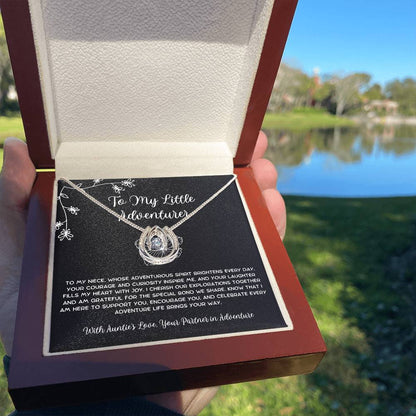 To My Little
Adventurer
TO MY NIECE, WHOSE ADVENTUROUS SPIRIT BRIGHTENS EVERY DAY,
YOUR COURAGE AND CURIOSITY INSPIRE ME, AND YOUR LAUGHTER
FILLS MY HEART WITH JOY. I CHERISH OUR EXPLORATIONS TOGETHER
AND AM GRATEFUL FOR THE SPECIAL BOND WE SHARE. KNOW THAT I
AM HERE TO SUPPORT YOU, ENCOURAGE YOU, AND CELEBRATE EVERY
ADVENTURE LIFE BRINGS YOUR WAY.
With Auntie's Love, Your Partner in Adventure